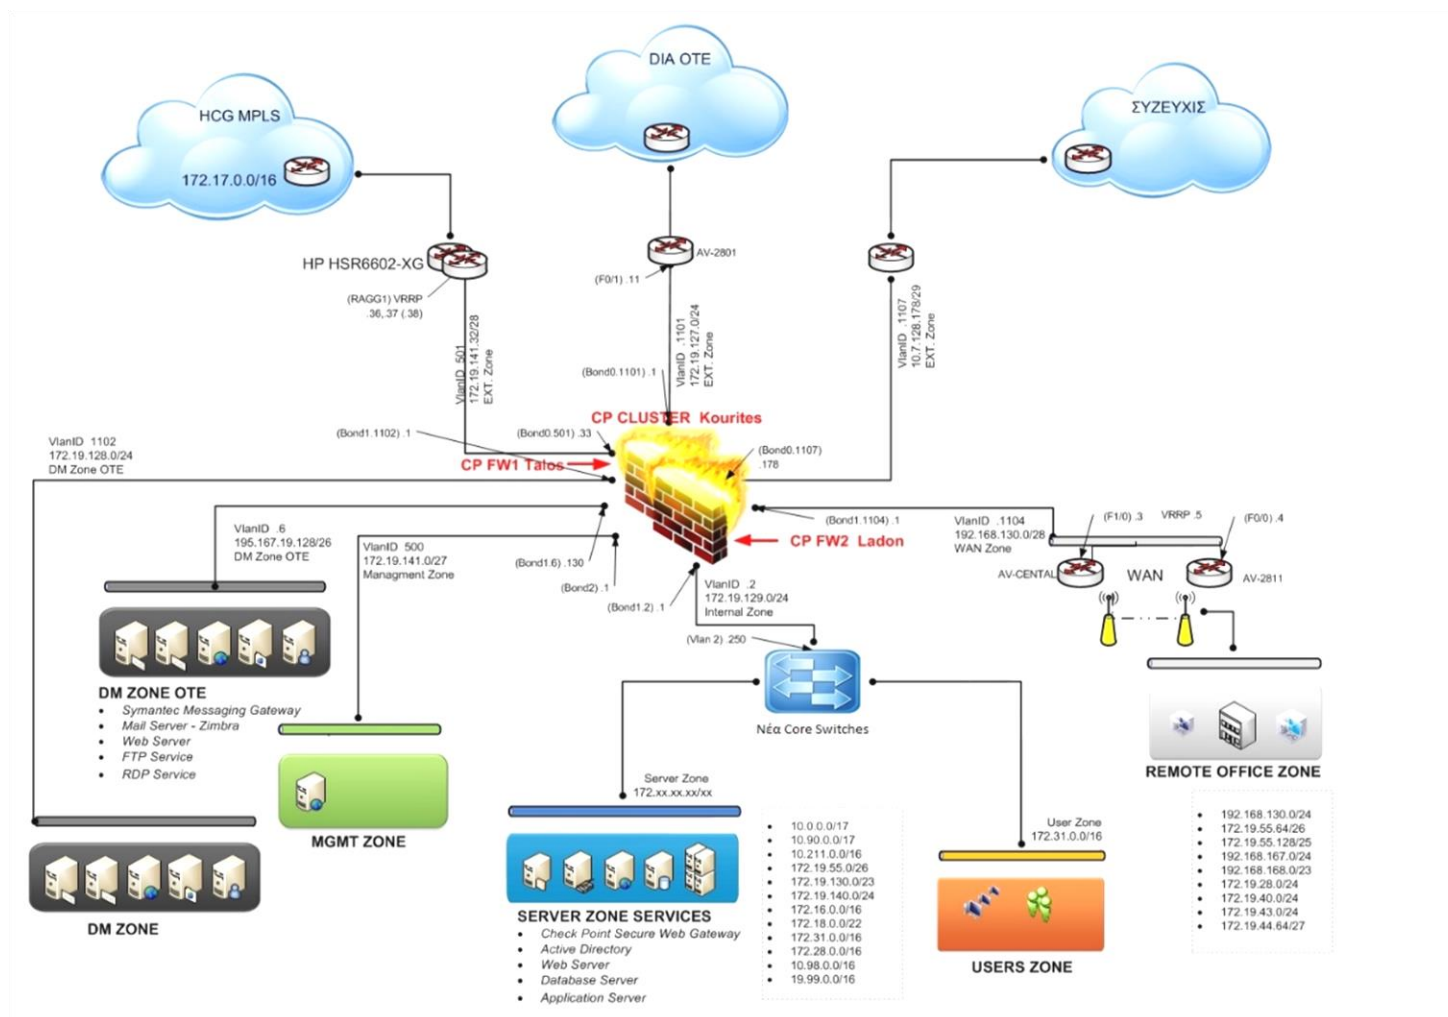 DIA OTE
HCG MPLS
172.17.0.0/16
ΣΥΖΕΥΧΙΣ
HP HSR6602-XG
(RAGG1) VRRP
.36,.37 (.38)
AV-2801
(F0/1) .11
VlanID 501
172.19.141.32/28
EXT. Zone
VlanID .1101
172.19.127.0/24
EXT. Zone
VlanID .1107
10.7.128.178/29
EXT. Zone
(Bond0.1101) .1
CP CLUSTER Kourites
(Bond1.1102) .1
(Bond0.501) .33
CP FW1 Talos
(Bond0.1107)
.178
VlanID 1102
172.19.128.0/24
DM Zone OTE
VlanID .6
195.167.19.128/26
DM Zone OTE
VlanID 500
172.19.141.0/27
Managment Zone
(Bond1.6) .130
(Bond2) .1
(Bond1.2) .1
(Bond1.1104) .1
CP FW2 Ladon
VlanID .1104
192.168.130.0/28
WAN Zone
(F1/0) .3
VRRP .5
(F0/0) .4
AV-CENTAL
WAN
AV-2811
VlanID .2
172.19.129.0/24
Internal Zone
(Vlan 2) .250
Νέα Core Switches
DM ZONE OTE
• Symantec Messaging Gateway
• Mail Server - Zimbra
• Web Server
• FTP Service
• RDP Service
MGMT ZONE
DM ZONE
Server Zone
172.xx.xx.xx/xx
SERVER ZONE SERVICES
• Check Point Secure Web Gateway
• Active Directory
• Web Server
• Database Server
• Application Server
• 10.0.0.0/17
• 10.90.0.0/17
• 10.211.0.0/16
• 172.19.55.0/26
• 172.19.130.0/23
• 172.19.140.0/24
• 172.16.0.0/16
• 172.18.0.0/22
• 172.31.0.0/16
• 172.28.0.0/16
• 10.98.0.0/16
• 19.99.0.0/16
User Zone
172.31.0.0/16
USERS ZONE
REMOTE OFFICE ZONE
• 192.168.130.0/24
• 172.19.55.64/26
• 172.19.55.128/25
• 192.168.167.0/24
• 192.168.168.0/23
• 172.19.28.0/24
• 172.19.40.0/24
• 172.19.43.0/24
• 172.19.44.64/27